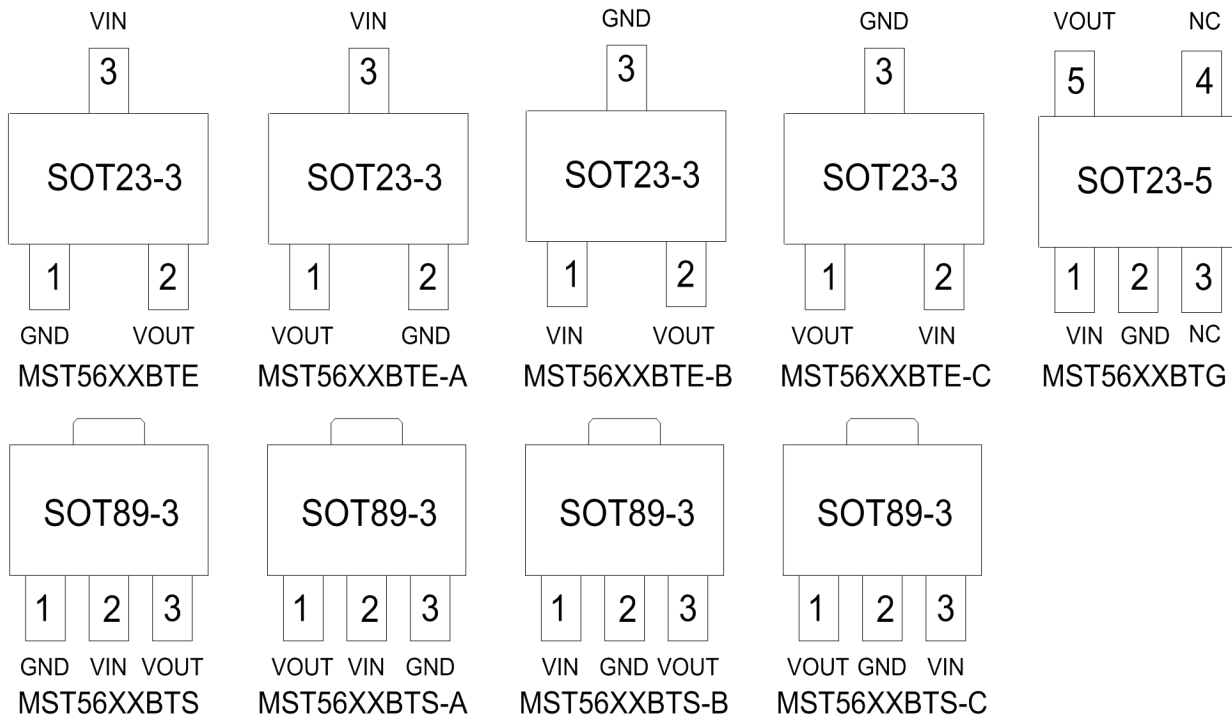 VIN VIN GND GND VOUT NC
3 3 3 3 5 4
SOT23-3 SOT23-3 SOT23-3 SOT23-3 SOT23-5
1 2 1 2 1 2 1 2 1 2 3
GND VOUT VOUT GND VIN VOUT VOUT VIN VIN GND NC
MST56XXBTE MST56XXBTE-A MST56XXBTE-B MST56XXBTE-C MST56XXBTG
SOT89-3 SOT89-3 SOT89-3 SOT89-3
1 2 3 1 2 3 1 2 3 1 2 3
GND VIN VOUT VOUT VIN GND VIN GND VOUT VOUT GND VIN
MST56XXBTS MST56XXBTS-A MST56XXBTS-B MST56XXBTS-C